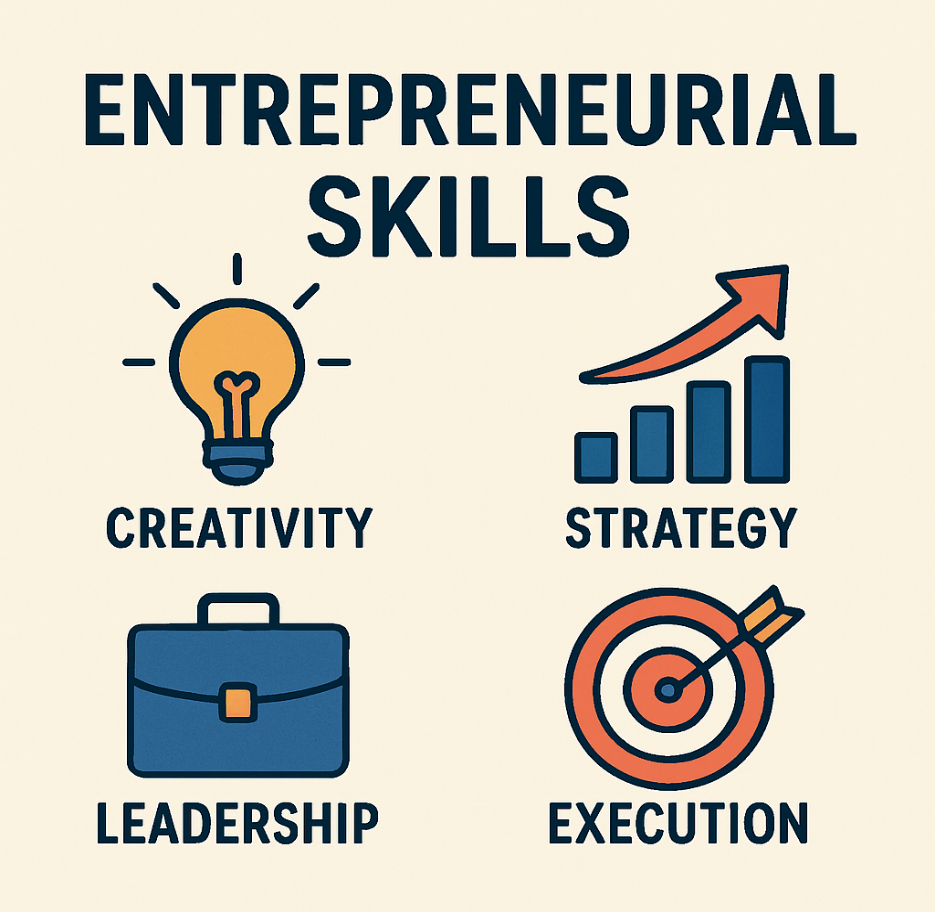 ENTREPRENEURIAL
SKILLS
CREATIVITY
STRATEGY
LEADERSHIP
EXECUTION